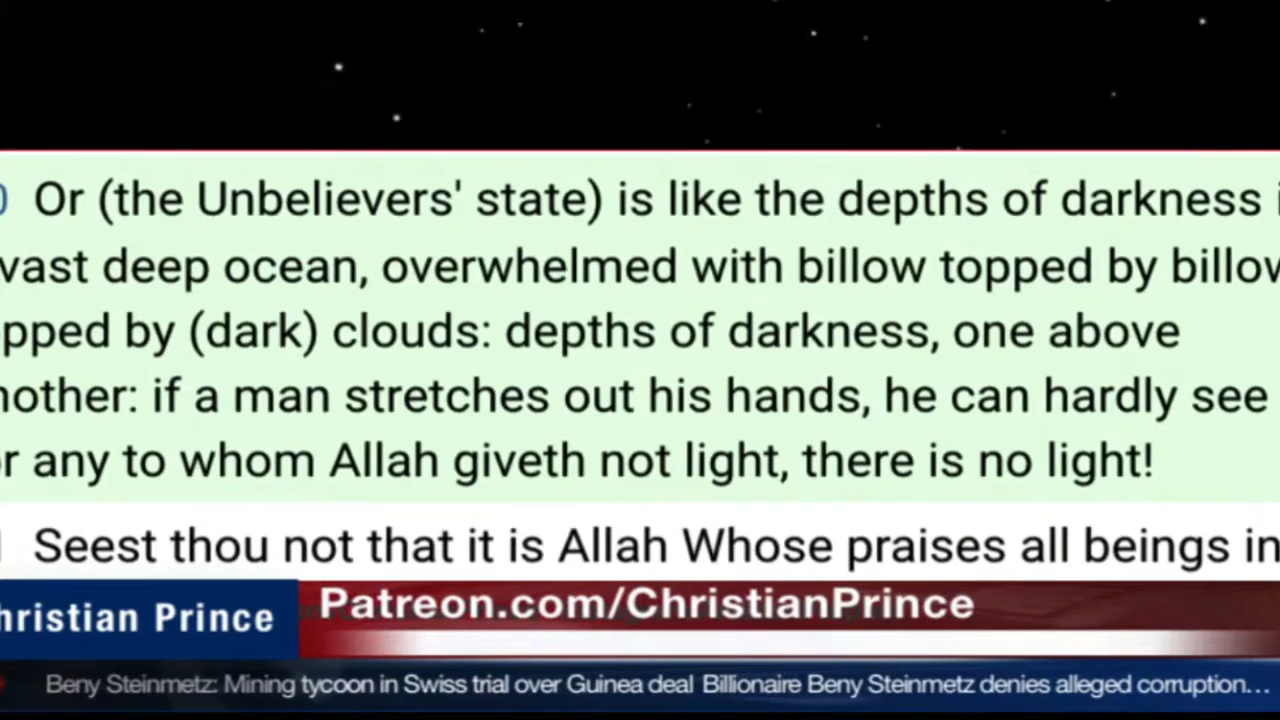 0 Or (the Unbelievers' state) is like the depths of darkness i
vast deep ocean, overwhelmed with billow topped by billow
pped by (dark) clouds: depths of darkness, one above
nother: if a man stretches out his hands, he can hardly see
r any to whom Allah giveth not light, there is no light!
Seest thou not that it is Allah Whose praises all beings in
hristian Prince
Patreon.com/ChristianPrince
Beny Steinmetz: Mining tycoon in Swiss trial over Guinea deal Billionaire Beny Steinmetz denies alleged corruption…